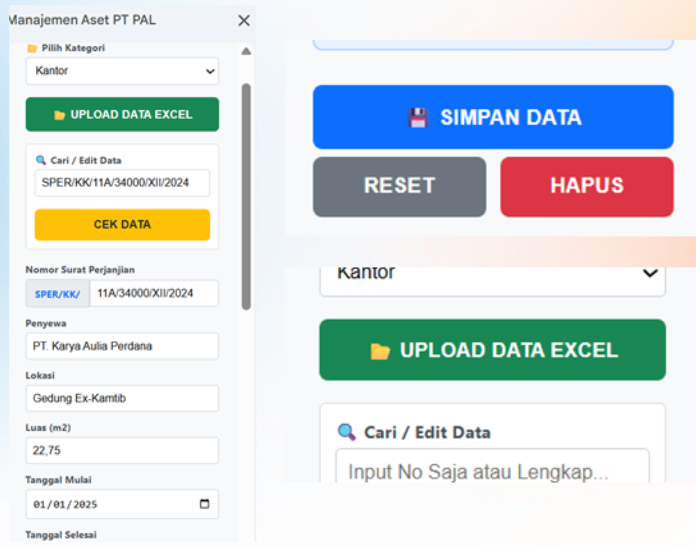 Manajemen Aset PT PAL
Pilih Kategori
Kantor
UPLOAD DATA EXCEL
Cari / Edit Data
SPER/KK/11A/34000/XII/2024
CEK DATA
Nomor Surat Perjanjian
SPER/KK/ 11A/34000/XII/2024
Penyewa
PT. Karya Aulia Perdana
Lokasi
Gedung Ex-Kamtib
Luas (m2)
22,75
Tanggal Mulai
01/01/2025
Tanggal Selesai
SIMPAN DATA
RESET HAPUS
Kantor
UPLOAD DATA EXCEL
Cari / Edit Data
Input No Saja atau Lengkap...